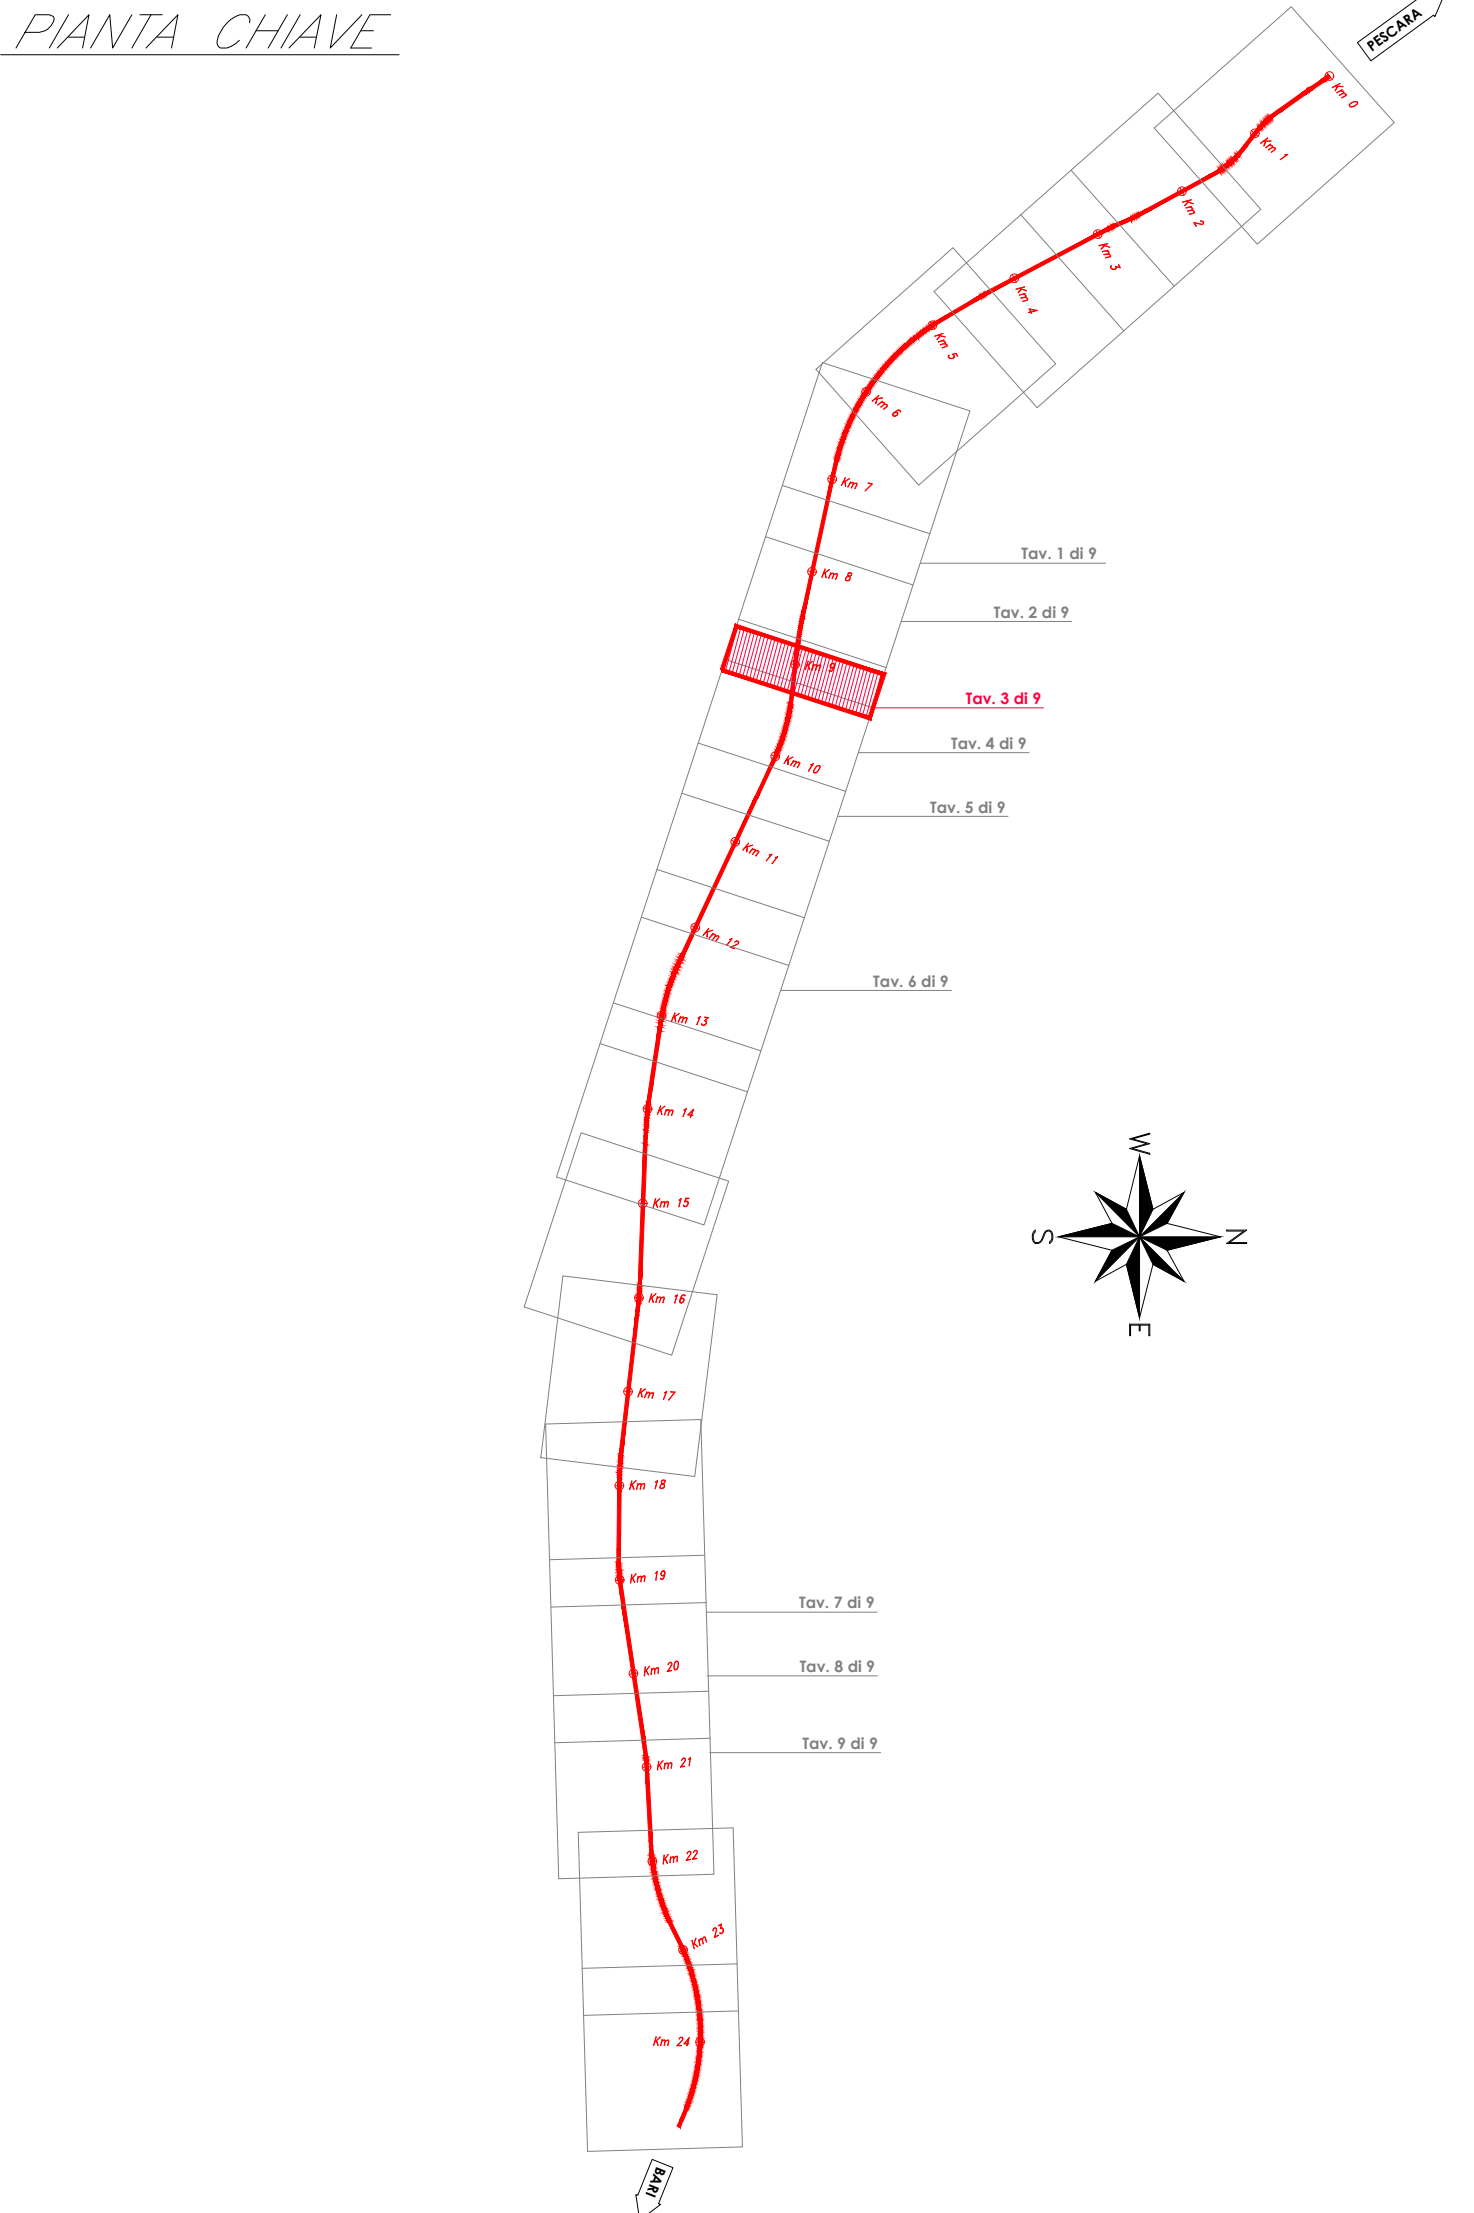 PIANTA CHIAVE
PESCARA
Km 0
Km 1
Km 2
Km 3
Km 4
Km 5
Km 6
Km 7
Tav. 1 di 9
Km 8
Tav. 2 di 9
Km 9
Tav. 3 di 9
Tav. 4 di 9
Km 10
Tav. 5 di 9
Km 11
Km 12
Tav. 6 di 9
Km 13
Km 14
W
Km 15
S
N
Km 16
E
Km 17
Km 18
Km 19
Tav. 7 di 9
Km 20
Tav. 8 di 9
Tav. 9 di 9
Km 21
Km 22
Km 23
Km 24
BARI